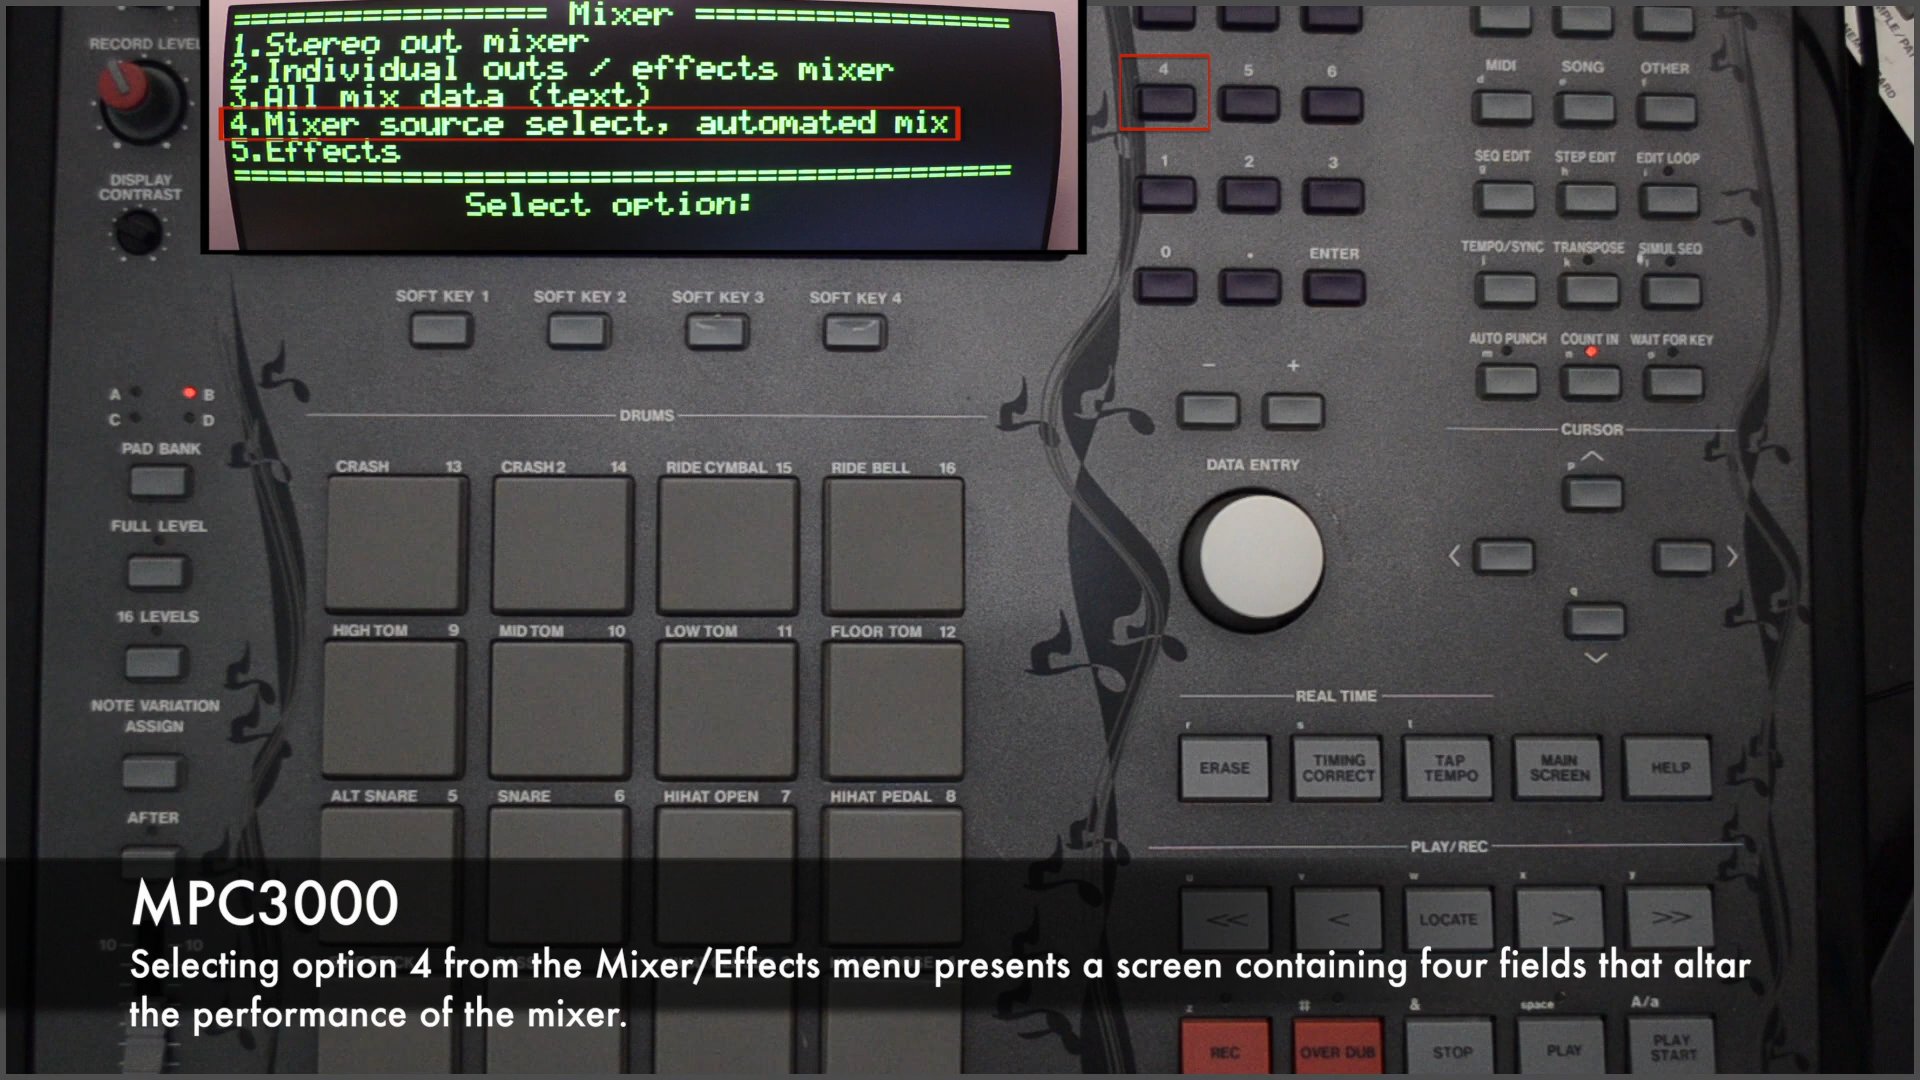 ================ Mixer ================
1.Stereo out mixer
2.Individual outs / effects mixer
3.All mix data (text)
4.Mixer source select, automated mix
5.Effects
Select option:
RECORD LEVEL
DISPLAY
CONTRAST
SOFT KEY 1 SOFT KEY 2 SOFT KEY 3 SOFT KEY 4
A B
C D
PAD BANK
FULL LEVEL
16 LEVELS
NOTE VARIATION
ASSIGN
AFTER
10 10
DRUMS
CRASH 13 CRASH 2 14 RIDE CYMBAL 15 RIDE BELL 16
HIGH TOM 9 MID TOM 10 LOW TOM 11 FLOOR TOM 12
ALT SNARE 5 SNARE 6 HIHAT OPEN 7 HIHAT PEDAL 8
4 5 6
1 2 3
0 . ENTER
- +
DATA ENTRY
MIDI SONG OTHER
d e f
SEQ EDIT STEP EDIT EDIT LOOP
g h i
TEMPO/SYNC TRANSPOSE SIMUL SEQ
j k l
AUTO PUNCH COUNT IN WAIT FOR KEY
m n o
CURSOR
p
q
REAL TIME
r s t
ERASE
TIMING
CORRECT
TAP
TEMPO
MAIN
SCREEN
HELP
PLAY/REC
u v w x y
<< < LOCATE > >>
z # & space A/a
REC OVER DUB STOP PLAY
PLAY
START
MPC3000
Selecting option 4 from the Mixer/Effects menu presents a screen containing four fields that altar
the performance of the mixer.